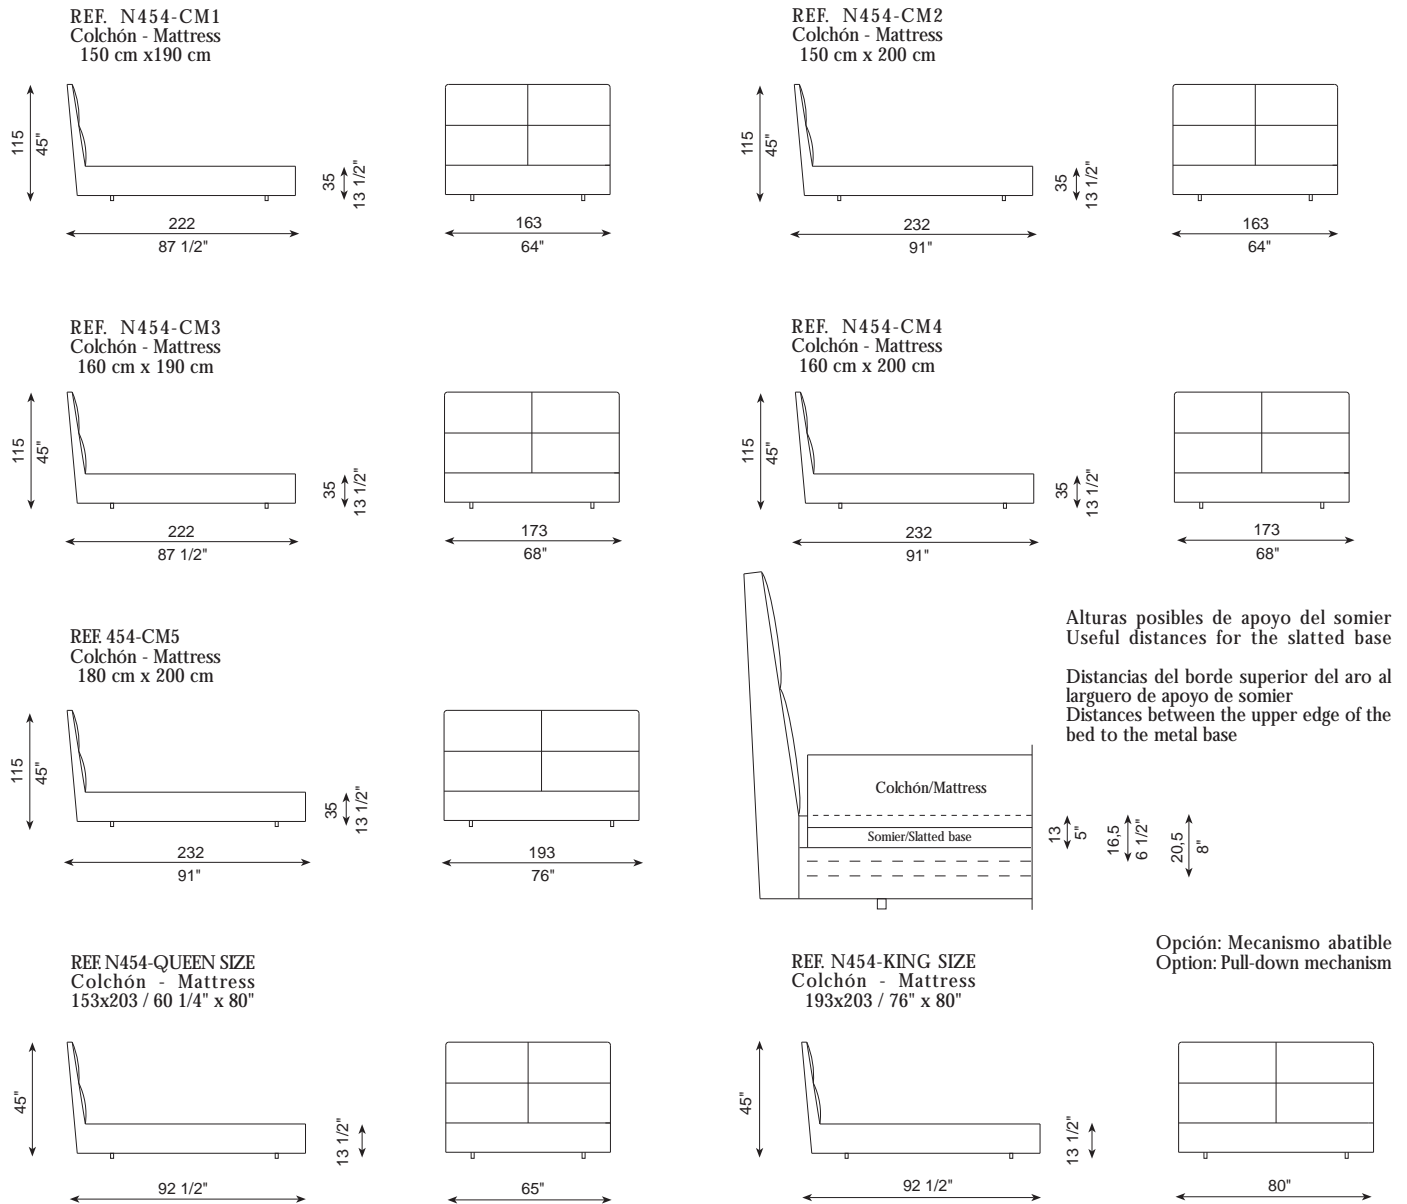 REF. N454-CM1
Colchón - Mattress
150 cm x190 cm
115
45"
35
13 1/2"
222
87 1/2"
163
64"
REF. N454-CM2
Colchón - Mattress
150 cm x 200 cm
115
45"
35
13 1/2"
232
91"
163
64"
REF. N454-CM3
Colchón - Mattress
160 cm x 190 cm
115
45"
35
13 1/2"
222
87 1/2"
173
68"
REF. N454-CM4
Colchón - Mattress
160 cm x 200 cm
115
45"
35
13 1/2"
232
91"
173
68"
REF. 454-CM5
Colchón - Mattress
180 cm x 200 cm
115
45"
35
13 1/2"
232
91"
193
76"
Alturas posibles de apoyo del somier
Useful distances for the slatted base
Distancias del borde superior del aro al
larguero de apoyo de somier
Distances between the upper edge of the
bed to the metal base
Colchón/Mattress
Somier/Slatted base
13
5"
16,5
6 1/2"
20,5
8"
Opción: Mecanismo abatible
Option: Pull-down mechanism
REF. N454-QUEEN SIZE
Colchón - Mattress
153x203 / 60 1/4" x 80"
45"
13 1/2"
92 1/2"
65"
REF. N454-KING SIZE
Colchón - Mattress
193x203 / 76" x 80"
45"
13 1/2"
92 1/2"
80"